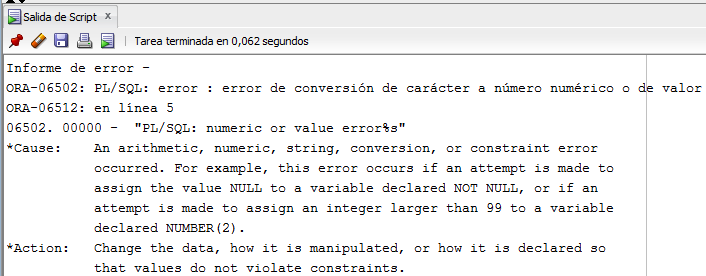 Salida de Script x
Tarea terminada en 0,062 segundos
Informe de error -
ORA-06502: PL/SQL: error : error de conversión de carácter a número numérico o de valor
ORA-06512: en línea 5
06502. 00000 -  "PL/SQL: numeric or value error%s"
*Cause:    An arithmetic, numeric, string, conversion, or constraint error
occurred. For example, this error occurs if an attempt is made to
assign the value NULL to a variable declared NOT NULL, or if an
attempt is made to assign an integer larger than 99 to a variable
declared NUMBER(2).
*Action:   Change the data, how it is manipulated, or how it is declared so
that values do not violate constraints.